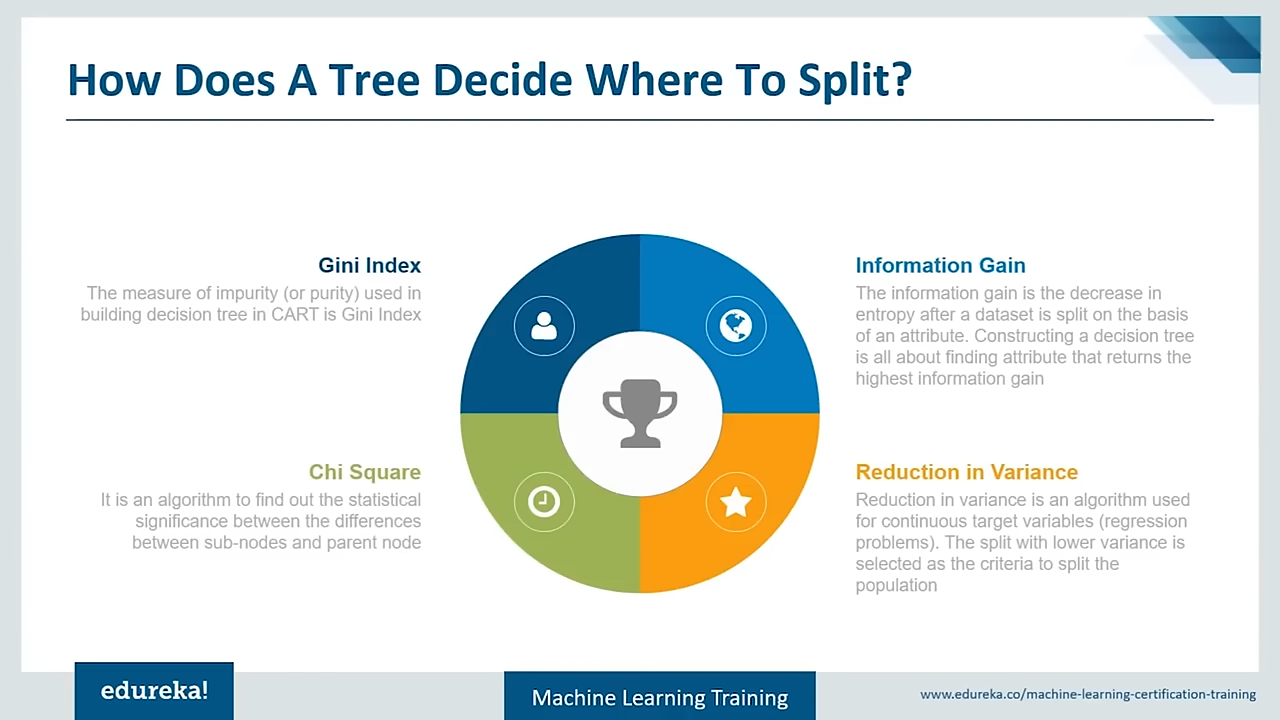 How Does A Tree Decide Where To Split?
Gini Index
The measure of impurity (or purity) used in
building decision tree in CART is Gini Index
Information Gain
The information gain is the decrease in
entropy after a dataset is split on the basis
of an attribute. Constructing a decision tree
is all about finding attribute that returns the
highest information gain
Chi Square
It is an algorithm to find out the statistical
significance between the differences
between sub-nodes and parent node
Reduction in Variance
Reduction in variance is an algorithm used
for continuous target variables (regression
problems). The split with lower variance is
selected as the criteria to split the
population
edureka!
Machine Learning Training
www.edureka.co/machine-learning-certification-training